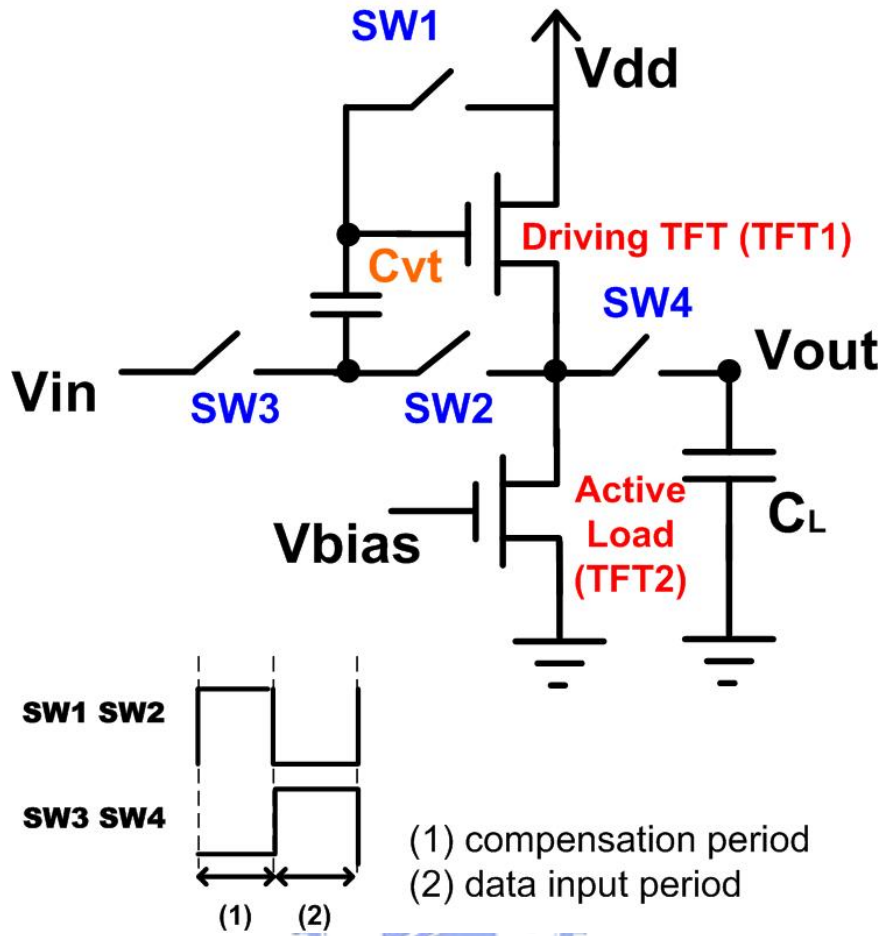 SW1
Vdd
Driving TFT (TFT1)
Cvt
SW4
Vout
Vin
SW3
SW2
Vbias
Active
Load
(TFT2)
CL
SW1 SW2
SW3 SW4
(1) (2)
(1) compensation period
(2) data input period